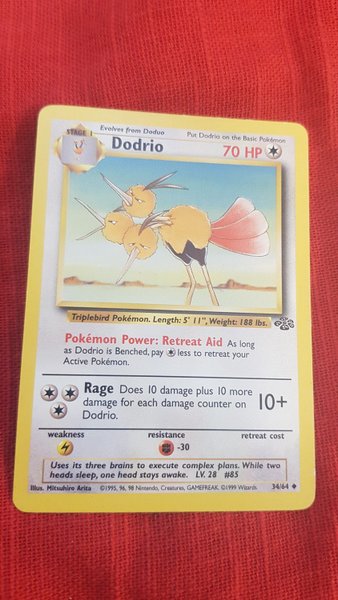 STAGE 1
Evolves from Doduo
Put Dodrio on the Basic Pokémon
Dodrio
70 HP
Triplebird Pokémon. Length: 5' 11", Weight: 188 lbs.
Pokémon Power: Retreat Aid As long
as Dodrio is Benched, pay less to retreat your
Active Pokémon.
Rage Does 10 damage plus 10 more
damage for each damage counter on
Dodrio.
10+
weakness
resistance
retreat cost
-30
Uses its three brains to execute complex plans. While two
heads sleep, one head stays awake. LV. 28 #85
Illus. Mitsuhiro Arita
©1995, 96, 98 Nintendo, Creatures, GAMEFREAK. ©1999 Wizards.
34/64